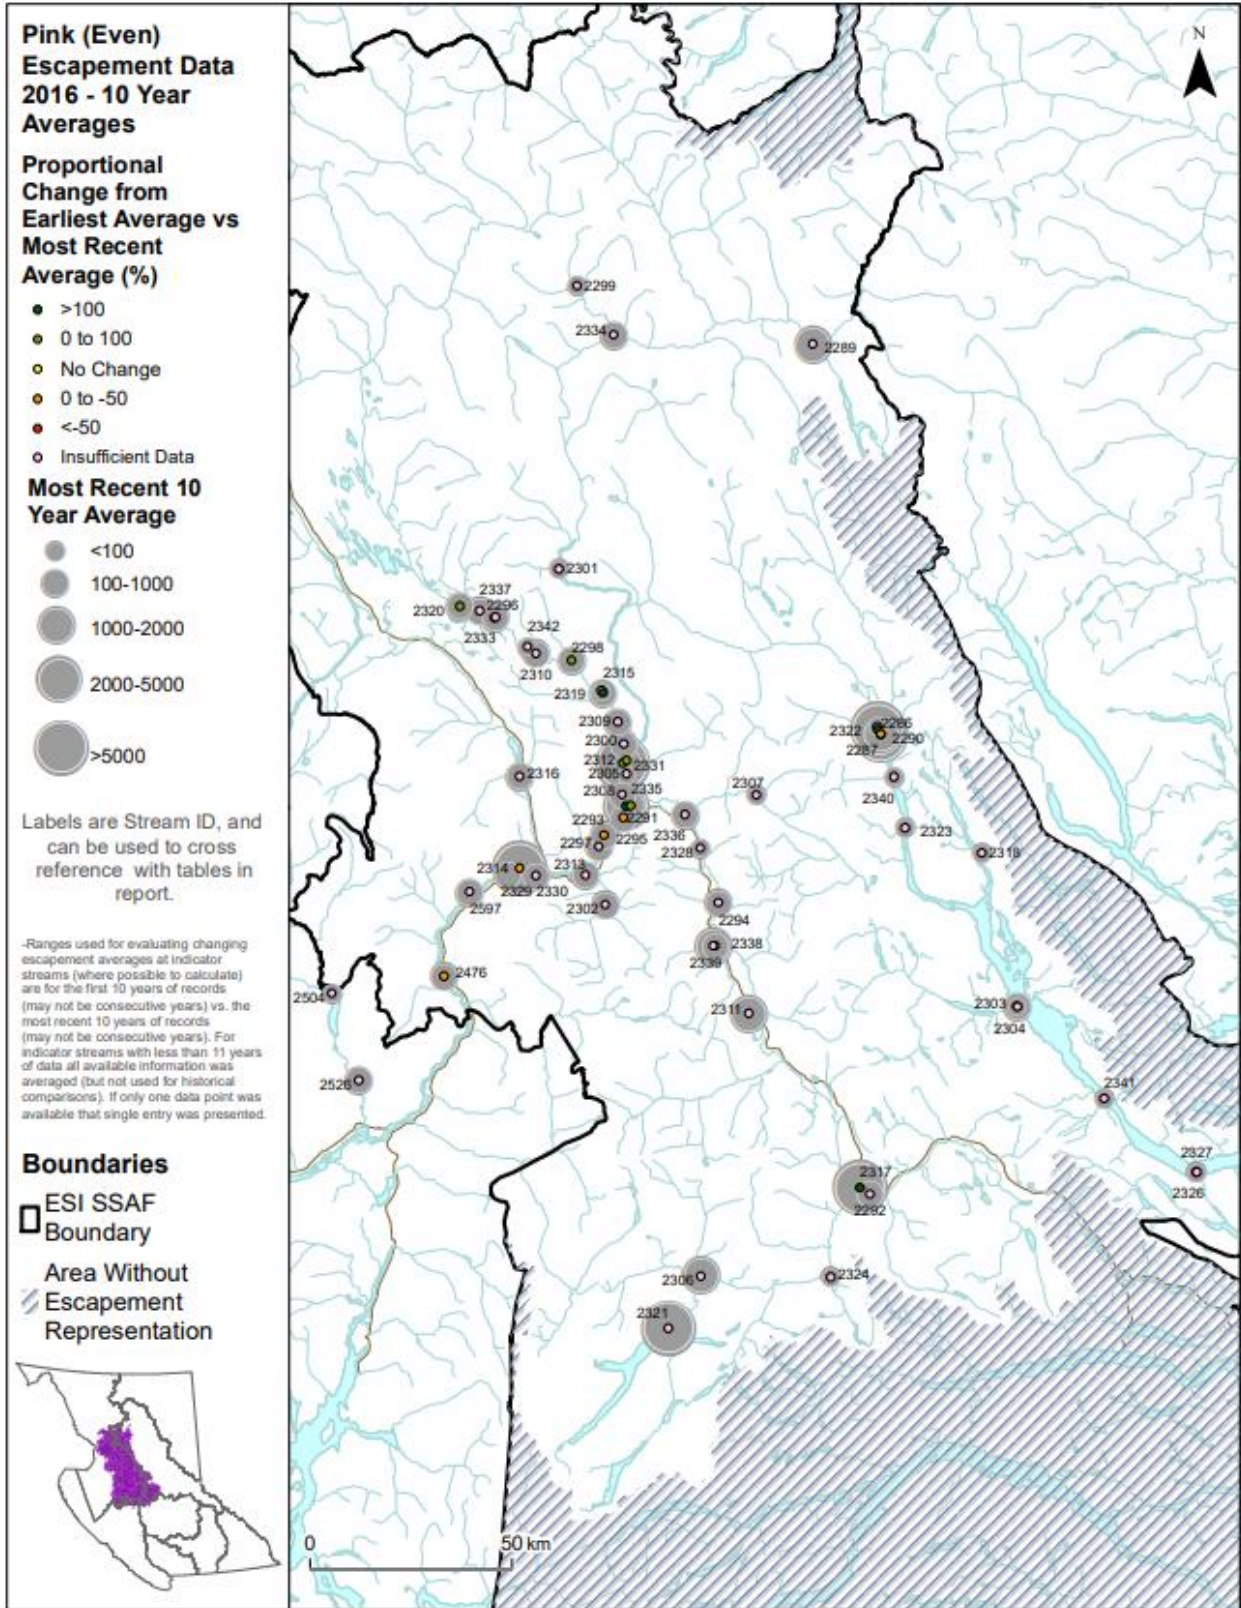 Pink (Even)
Escapement Data
2016 - 10 Year
Averages
Proportional
Change from
Earliest Average vs
Most Recent
Average (%)
>100
0 to 100
No Change
0 to -50
<-50
Insufficient Data
Most Recent 10
Year Average
<100
100-1000
1000-2000
2000-5000
>5000
Labels are Stream ID, and
can be used to cross
reference with tables in
report.
-Ranges used for evaluating changing
escapement averages at indicator
streams (where possible to calculate)
are for the first 10 years of records
(may not be consecutive years) vs. the
most recent 10 years of records
(may not be consecutive years). For
indicator streams with less than 11 years
of data all available information was
averaged (but not used for historical
comparisons). If only one data point was
available that single entry was presented.
Boundaries
ESI SSAF
Boundary
Area Without
Escapement
Representation
N
2299
2334
2289
2301
2337
2320
2296
2333
2342
2298
2310
2315
2319
2309
2286
2322
2300
2290
2287
2312
2331
2305
2316
2340
2308
2335
2307
2293
2291
2336
2323
2297
2295
2328
2318
2314
2313
2329
2330
2597
2302
2294
2338
2339
2476
2504
2303
2304
2311
2526
2341
2327
2326
2317
2292
2306
2324
2321
0
50 km